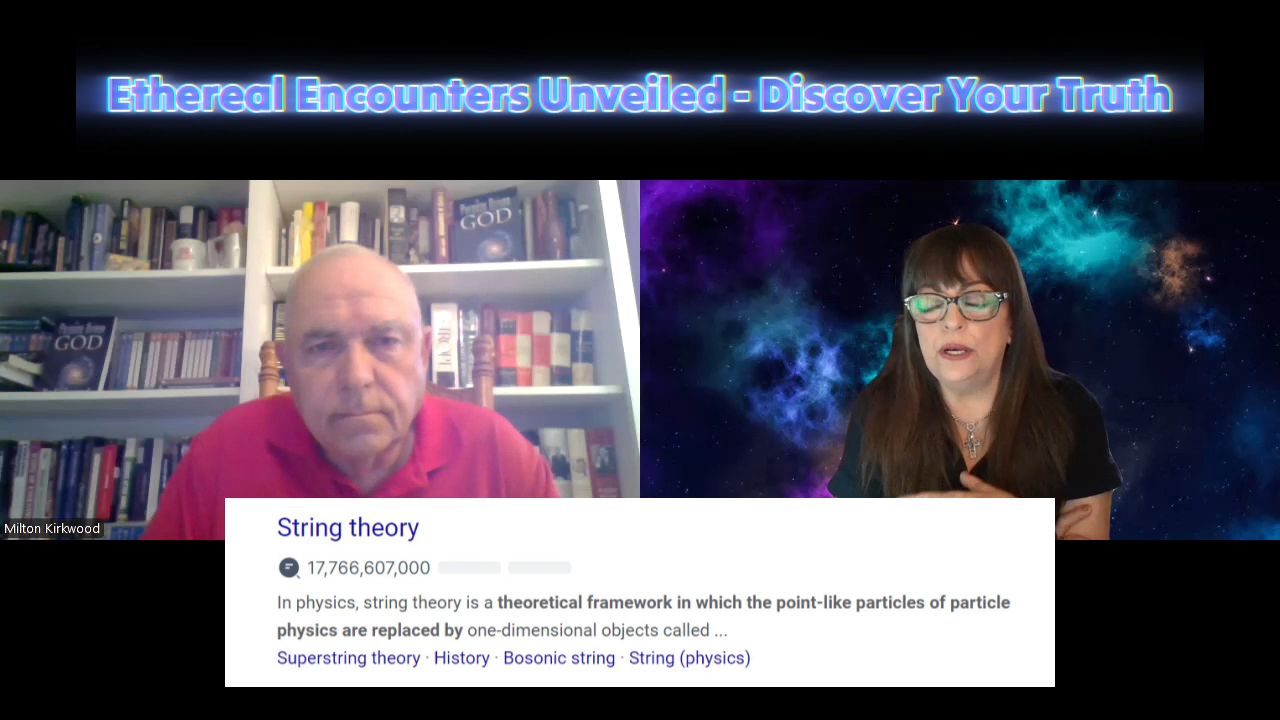 Ethereal Encounters Unveiled - Discover Your Truth
GOD
GOD
Milton Kirkwood
String theory
17,766,607,000
In physics, string theory is a theoretical framework in which the point-like particles of particle
physics are replaced by one-dimensional objects called ...
Superstring theory · History · Bosonic string · String (physics)